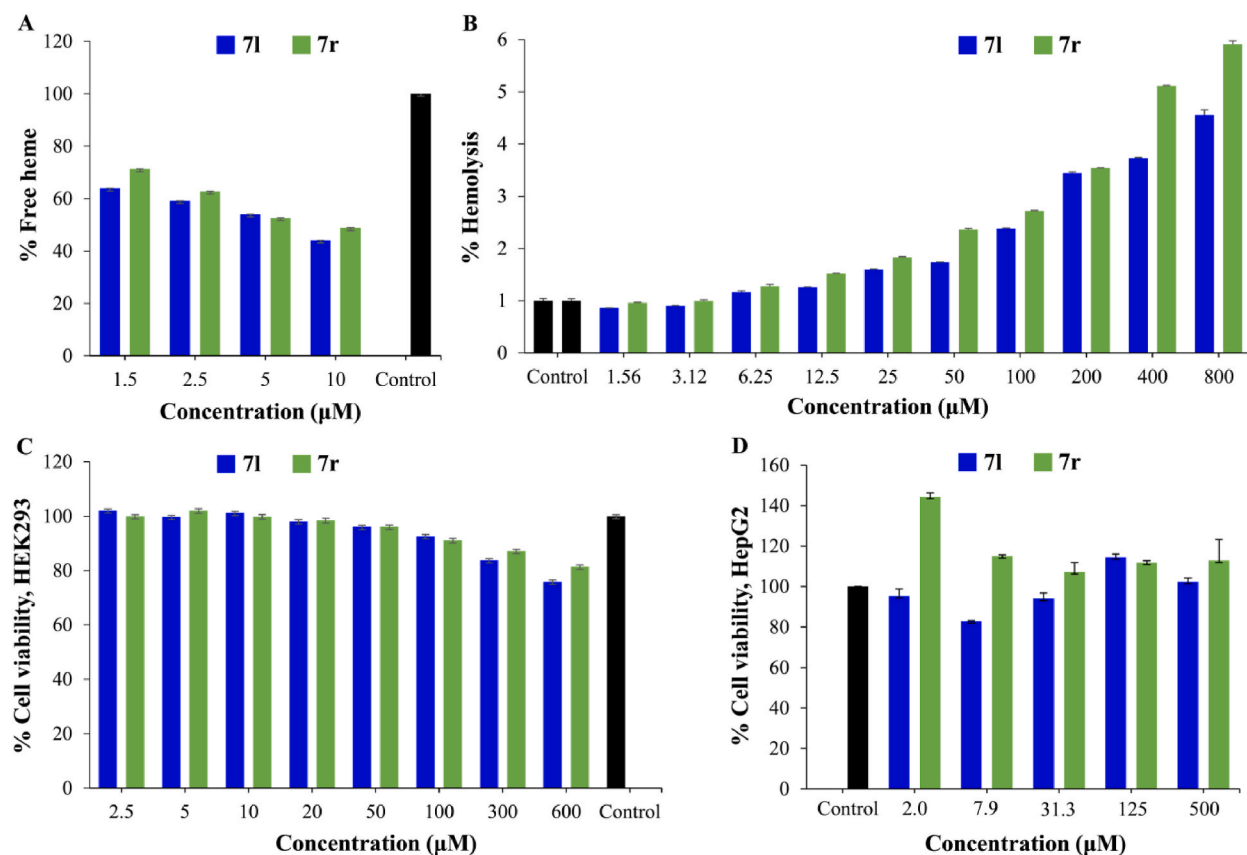 A
7l 7r
120
100
80
60
40
20
0
% Free heme
1.5 2.5 5 10 Control
Concentration (μM)
B
7l 7r
6
5
4
3
2
1
0
% Hemolysis
Control 1.56 3.12 6.25 12.5 25 50 100 200 400 800
Concentration (μM)
C
7l 7r
120
100
80
60
40
20
0
% Cell viability, HEK293
2.5 5 10 20 50 100 300 600 Control
Concentration (μM)
D
7l 7r
160
140
120
100
80
60
40
20
0
% Cell viability, HepG2
Control 2.0 7.9 31.3 125 500
Concentration (μM)